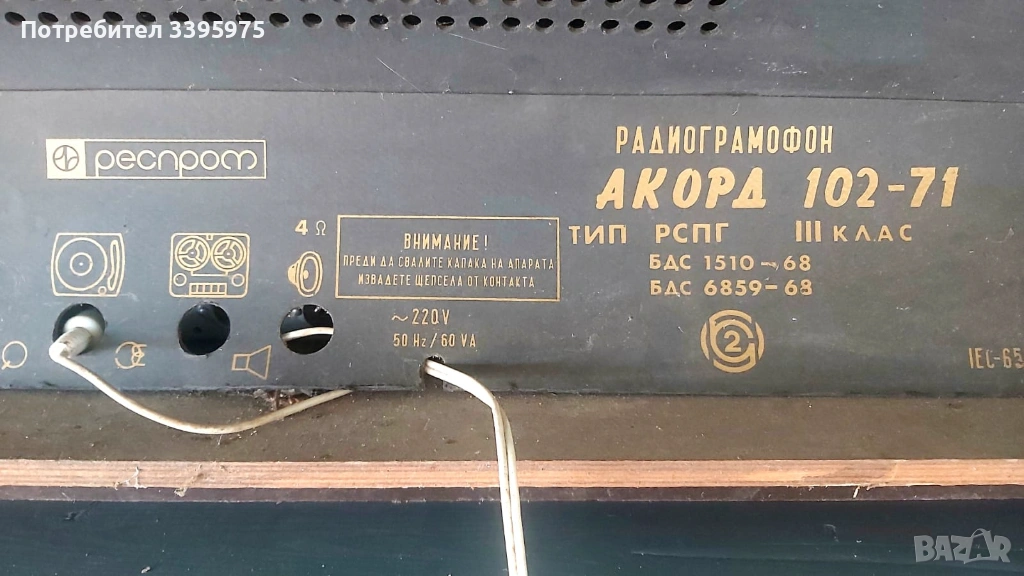 Потребител 3395975
респром
РАДИОГРАМОФОН
АКОРД 102-71
ТИП РСПГ III КЛАС
БДС 1510-68
БДС 6859-68
4 Ω
ВНИМАНИЕ!
ПРЕДИ ДА СВАЛИТЕ КАПАКА НА АПАРАТА
ИЗВАДЕТЕ ЩЕПСЕЛА ОТ КОНТАКТА
~220V
50 Hz/60 VA
2
IEC-65
BAZAR